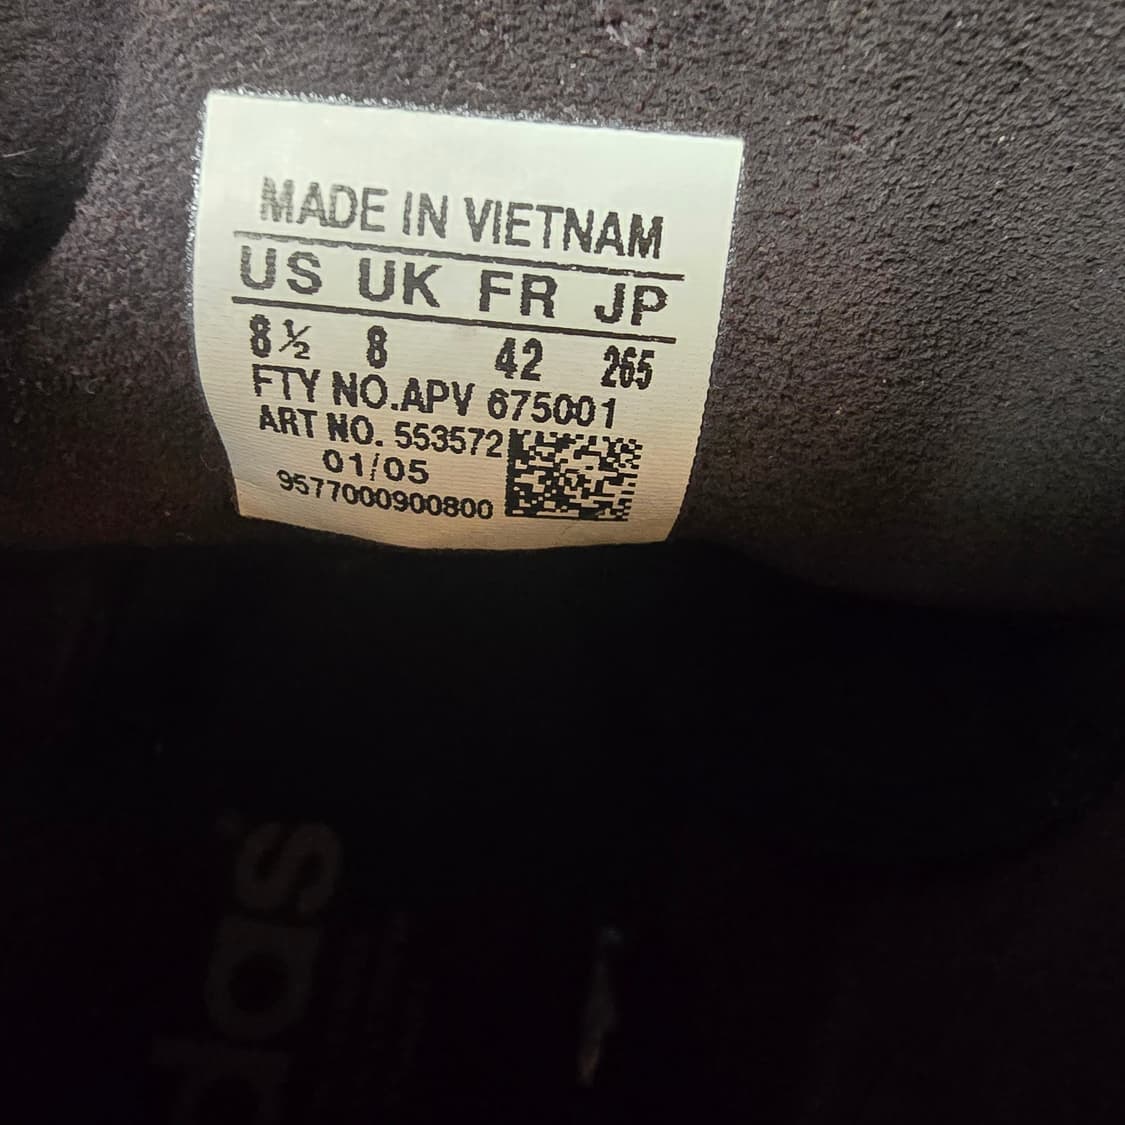 MADE IN VIETNAM
US UK FR JP
8½ 8 42 265
FTY NO.APV 675001
ART NO. 553572
01/05
9577000900800